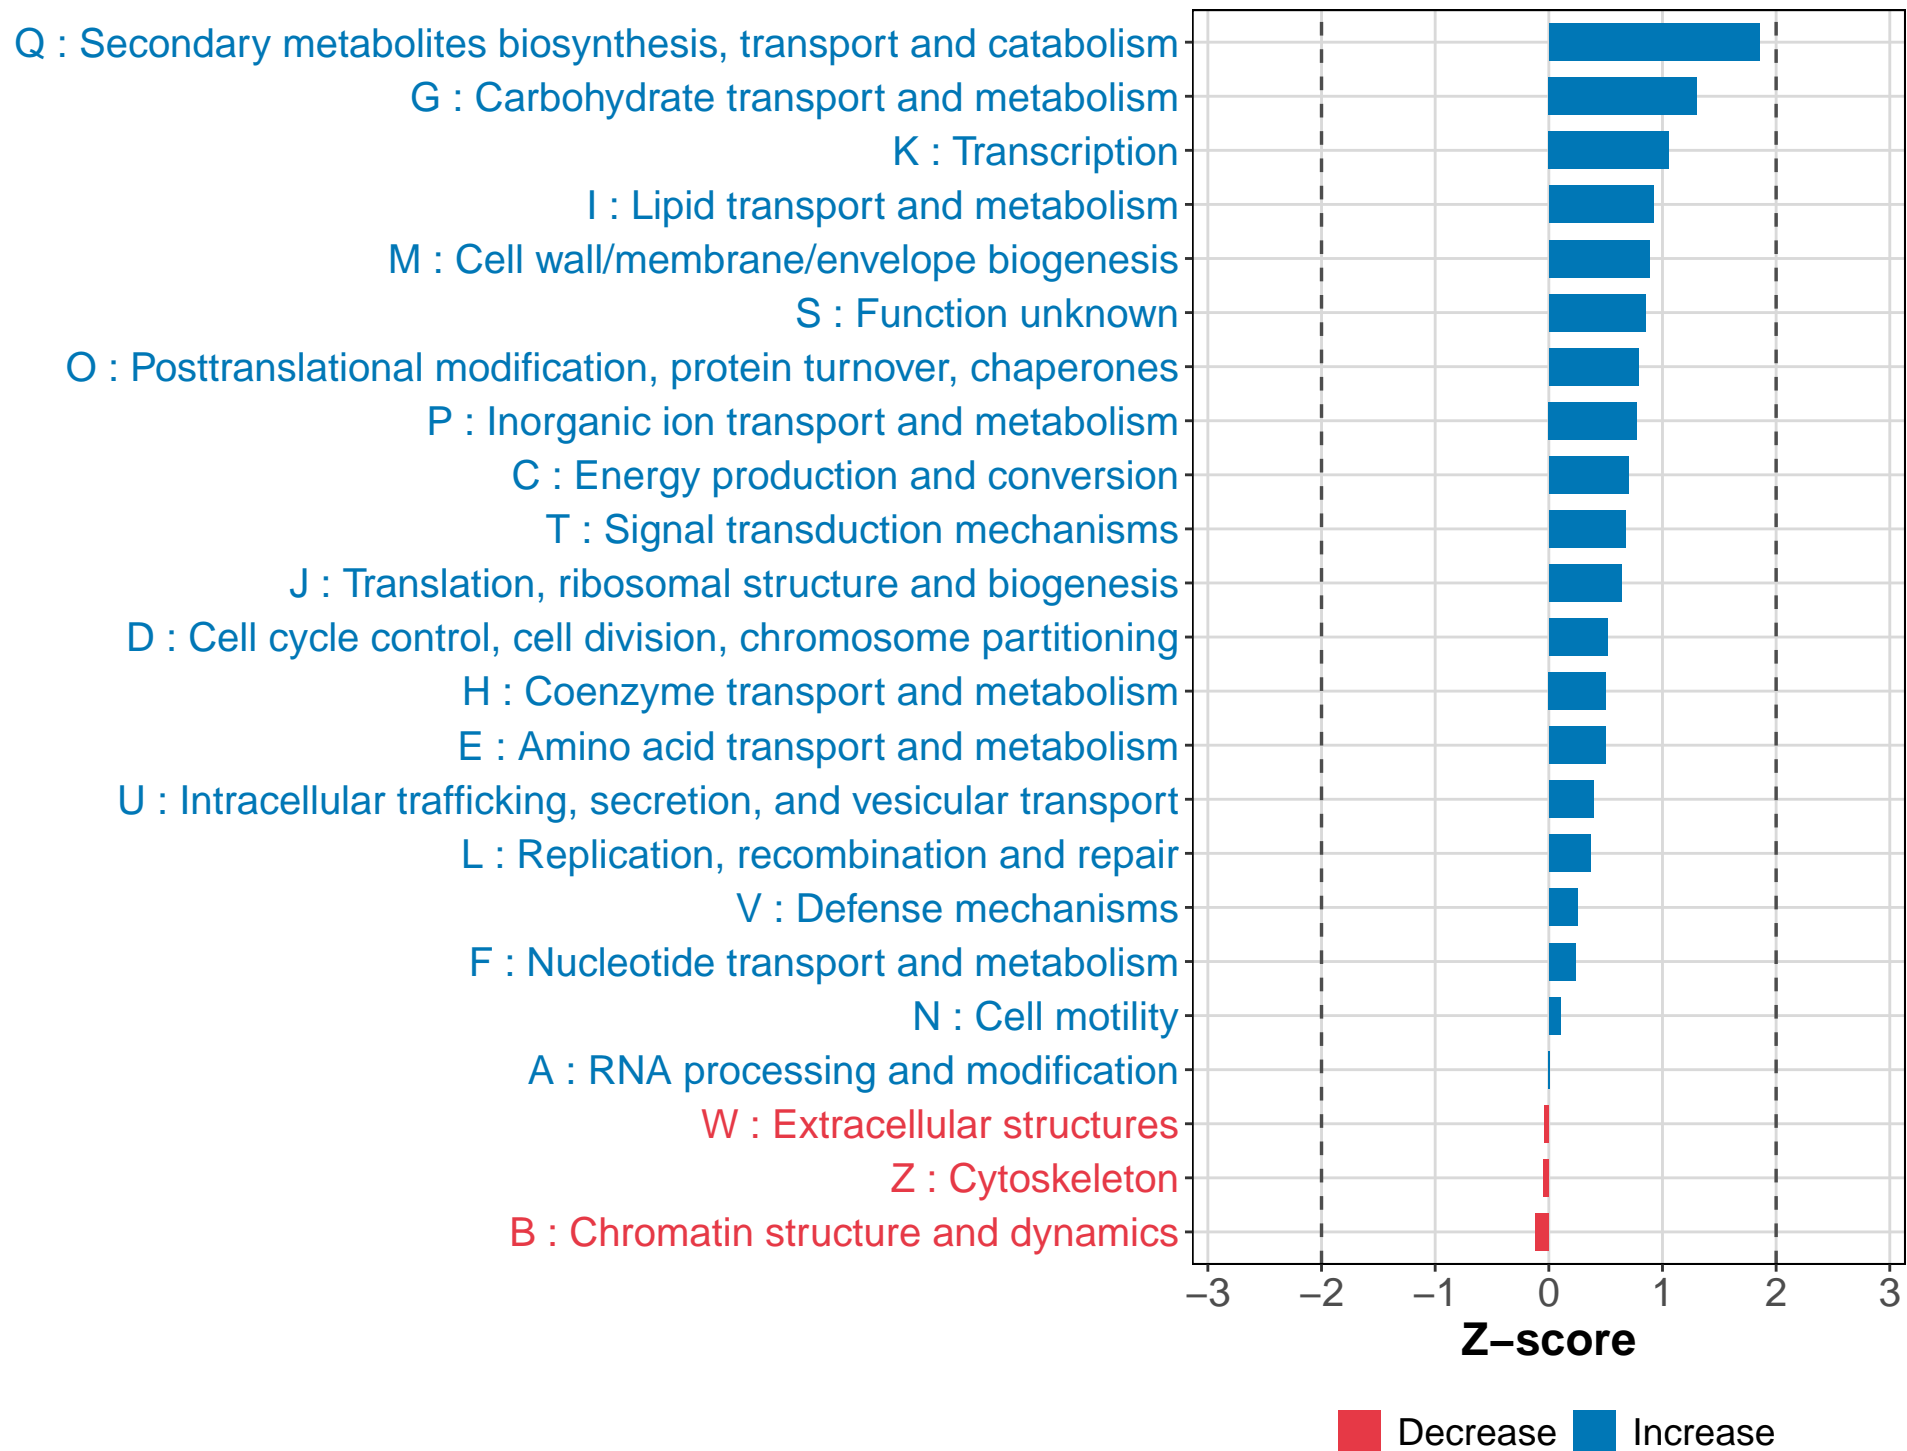 Q : Secondary metabolites biosynthesis, transport and catabolism
G : Carbohydrate transport and metabolism
K : Transcription
I : Lipid transport and metabolism
M : Cell wall/membrane/envelope biogenesis
S : Function unknown
O : Posttranslational modification, protein turnover, chaperones
P : Inorganic ion transport and metabolism
C : Energy production and conversion
T : Signal transduction mechanisms
J : Translation, ribosomal structure and biogenesis
D : Cell cycle control, cell division, chromosome partitioning
H : Coenzyme transport and metabolism
E : Amino acid transport and metabolism
U : Intracellular trafficking, secretion, and vesicular transport
L : Replication, recombination and repair
V : Defense mechanisms
F : Nucleotide transport and metabolism
N : Cell motility
A : RNA processing and modification
W : Extracellular structures
Z : Cytoskeleton
B : Chromatin structure and dynamics
−3 −2 −1 0 1 2 3
Z−score
Decrease Increase